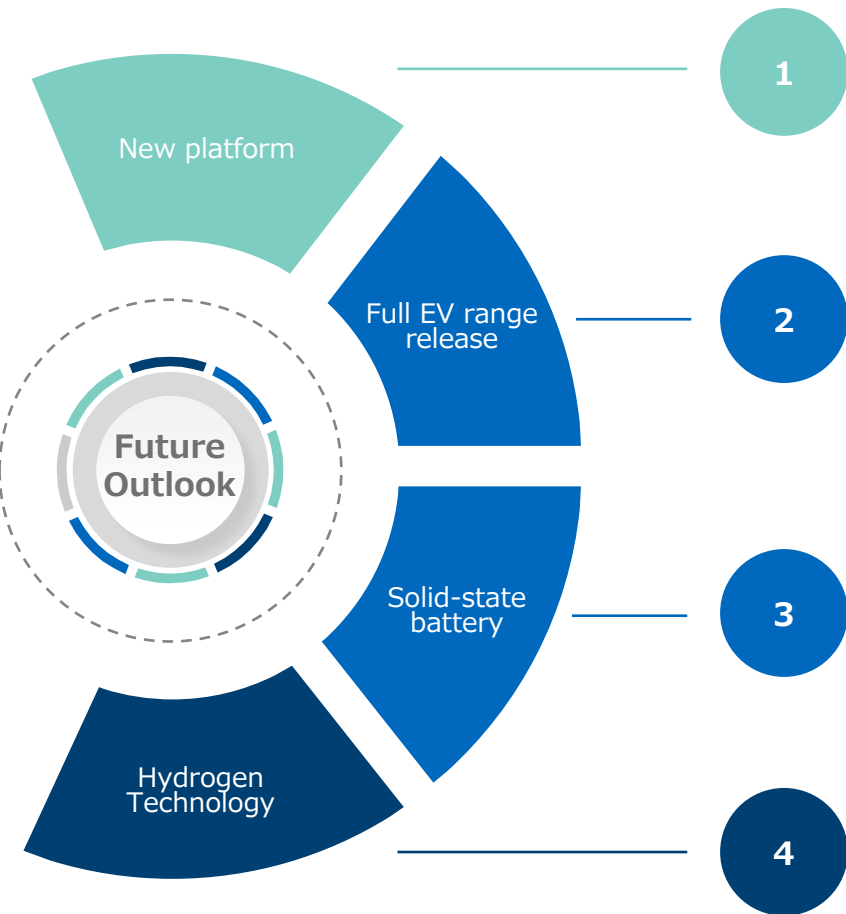 New platform
1
Full EV range
release
2
Future
Outlook
Solid-state
battery
3
Hydrogen
Technology
4